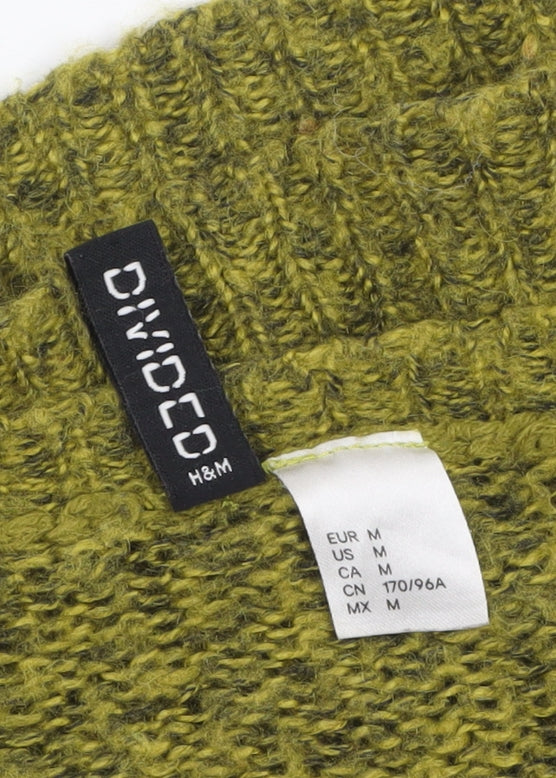 DIVIDED
H&M
EUR M
US M
CA M
CN 170/96A
MX M